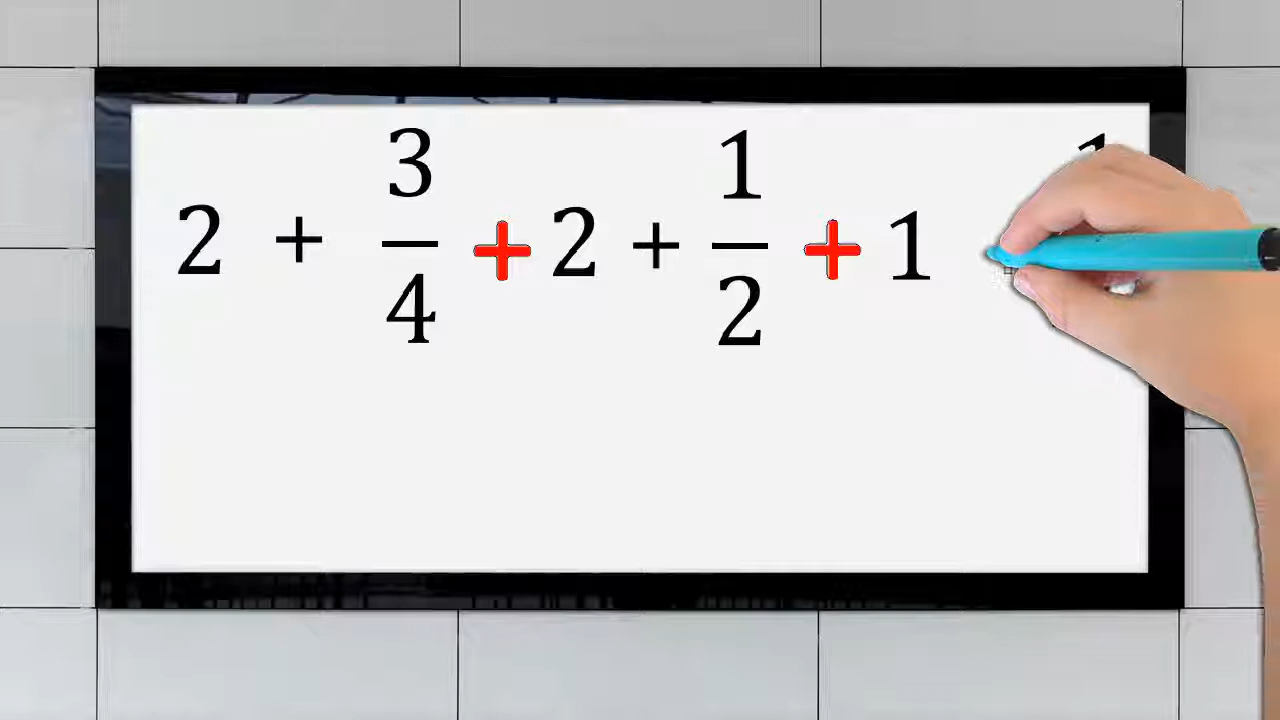 2 + 3/4 + 2 + 1/2 + 1